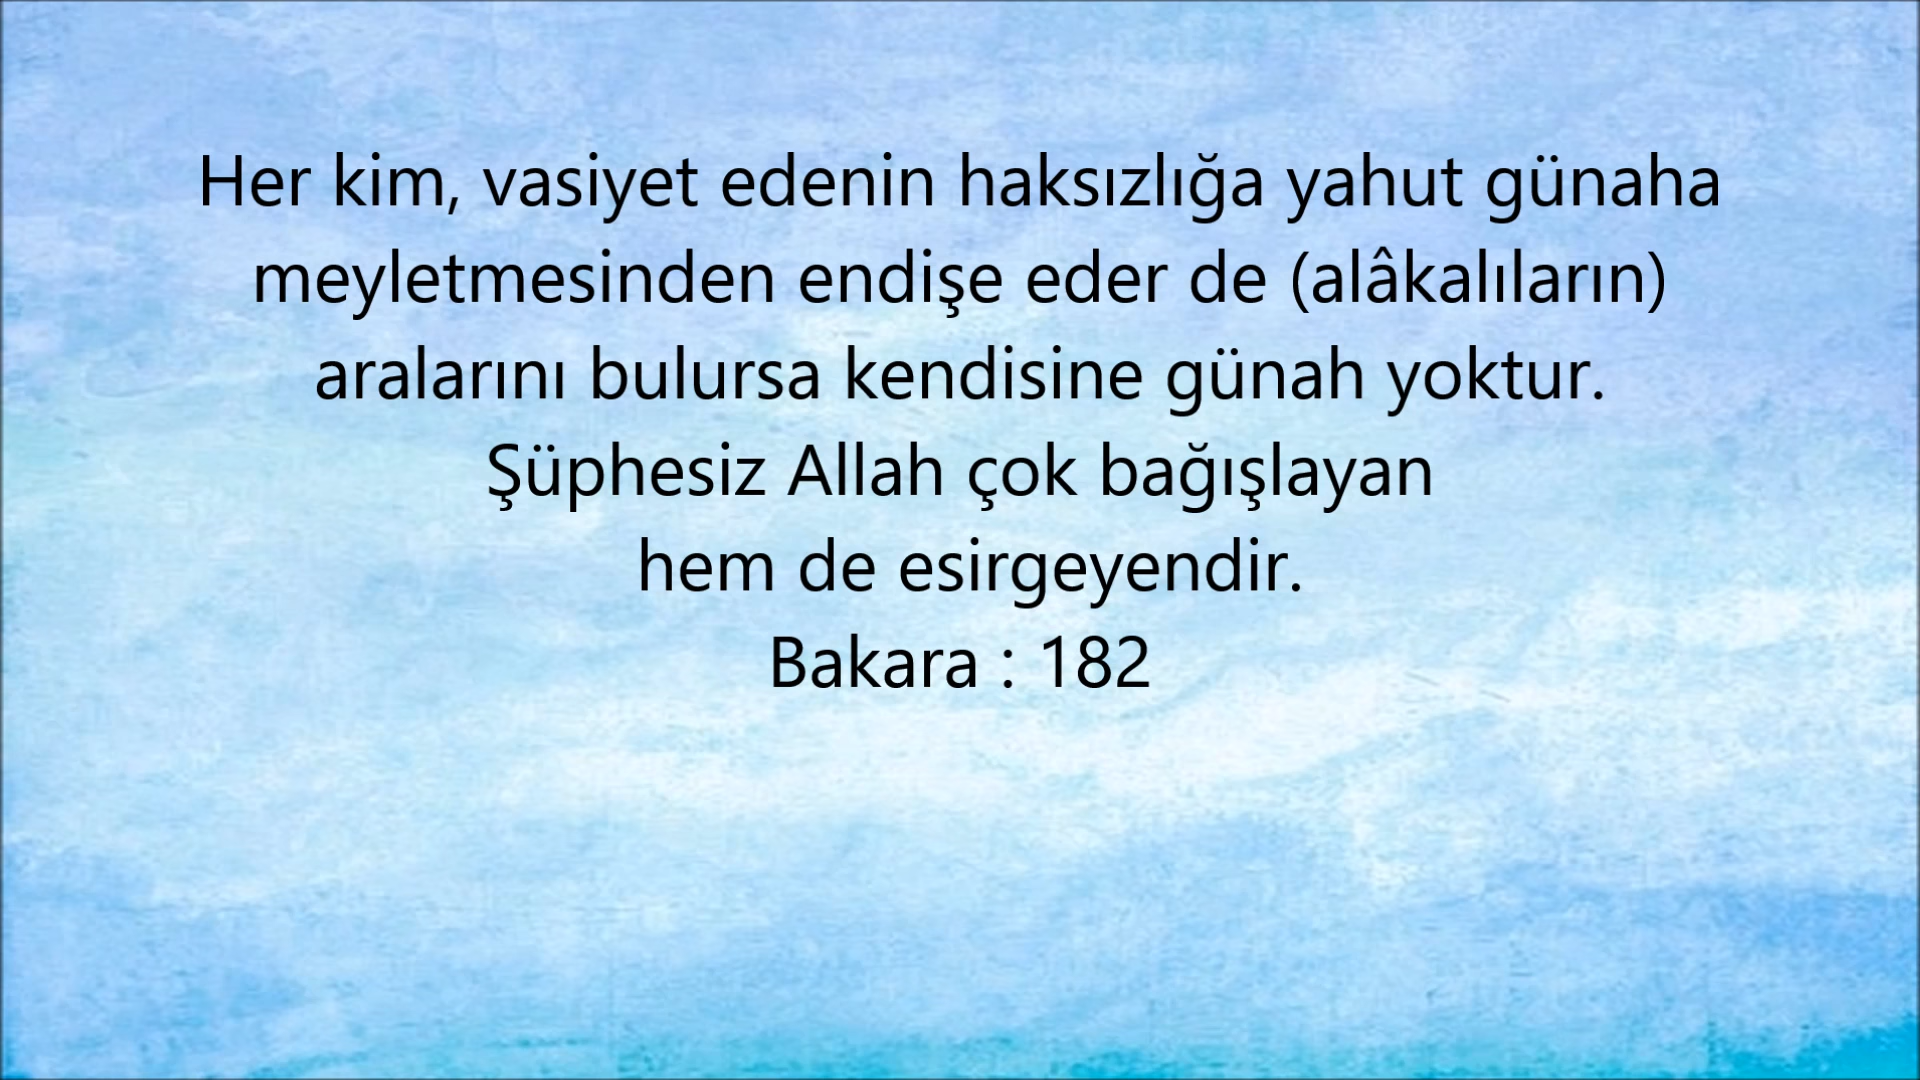 Her kim, vasiyet edenin haksızlığa yahut günaha
meyletmesinden endişe eder de (alâkalıların)
aralarını bulursa kendisine günah yoktur.
Şüphesiz Allah çok bağışlayan
hem de esirgeyendir.
Bakara : 182